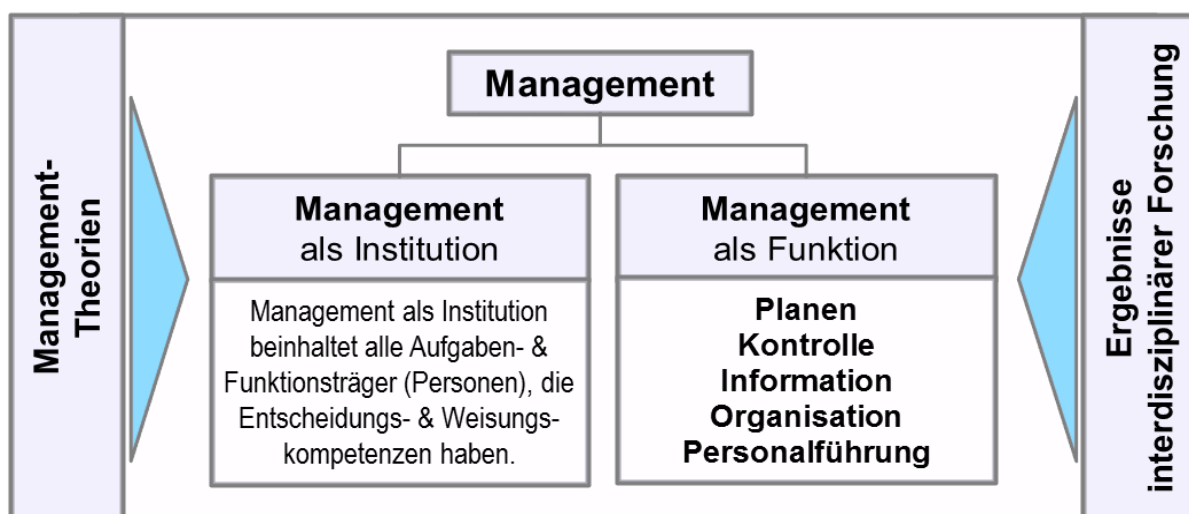 Management-
Theorien
Management
Management
als Institution
Management als Institution
beinhaltet alle Aufgaben- &
Funktionsträger (Personen), die
Entscheidungs- & Weisungs-
kompetenzen haben.
Management
als Funktion
Planen
Kontrolle
Information
Organisation
Personalführung
Ergebnisse
interdisziplinärer Forschung